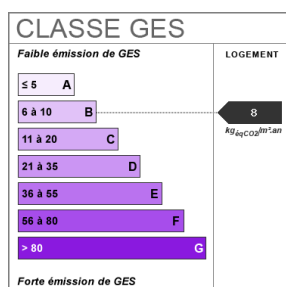 CLASSE GES
Faible émission de GES
LOGEMENT
≤ 5 A
6 à 10 B
8
kgéqCO2/m².an
11 à 20 C
21 à 35 D
36 à 55 E
56 à 80 F
> 80 G
Forte émission de GES